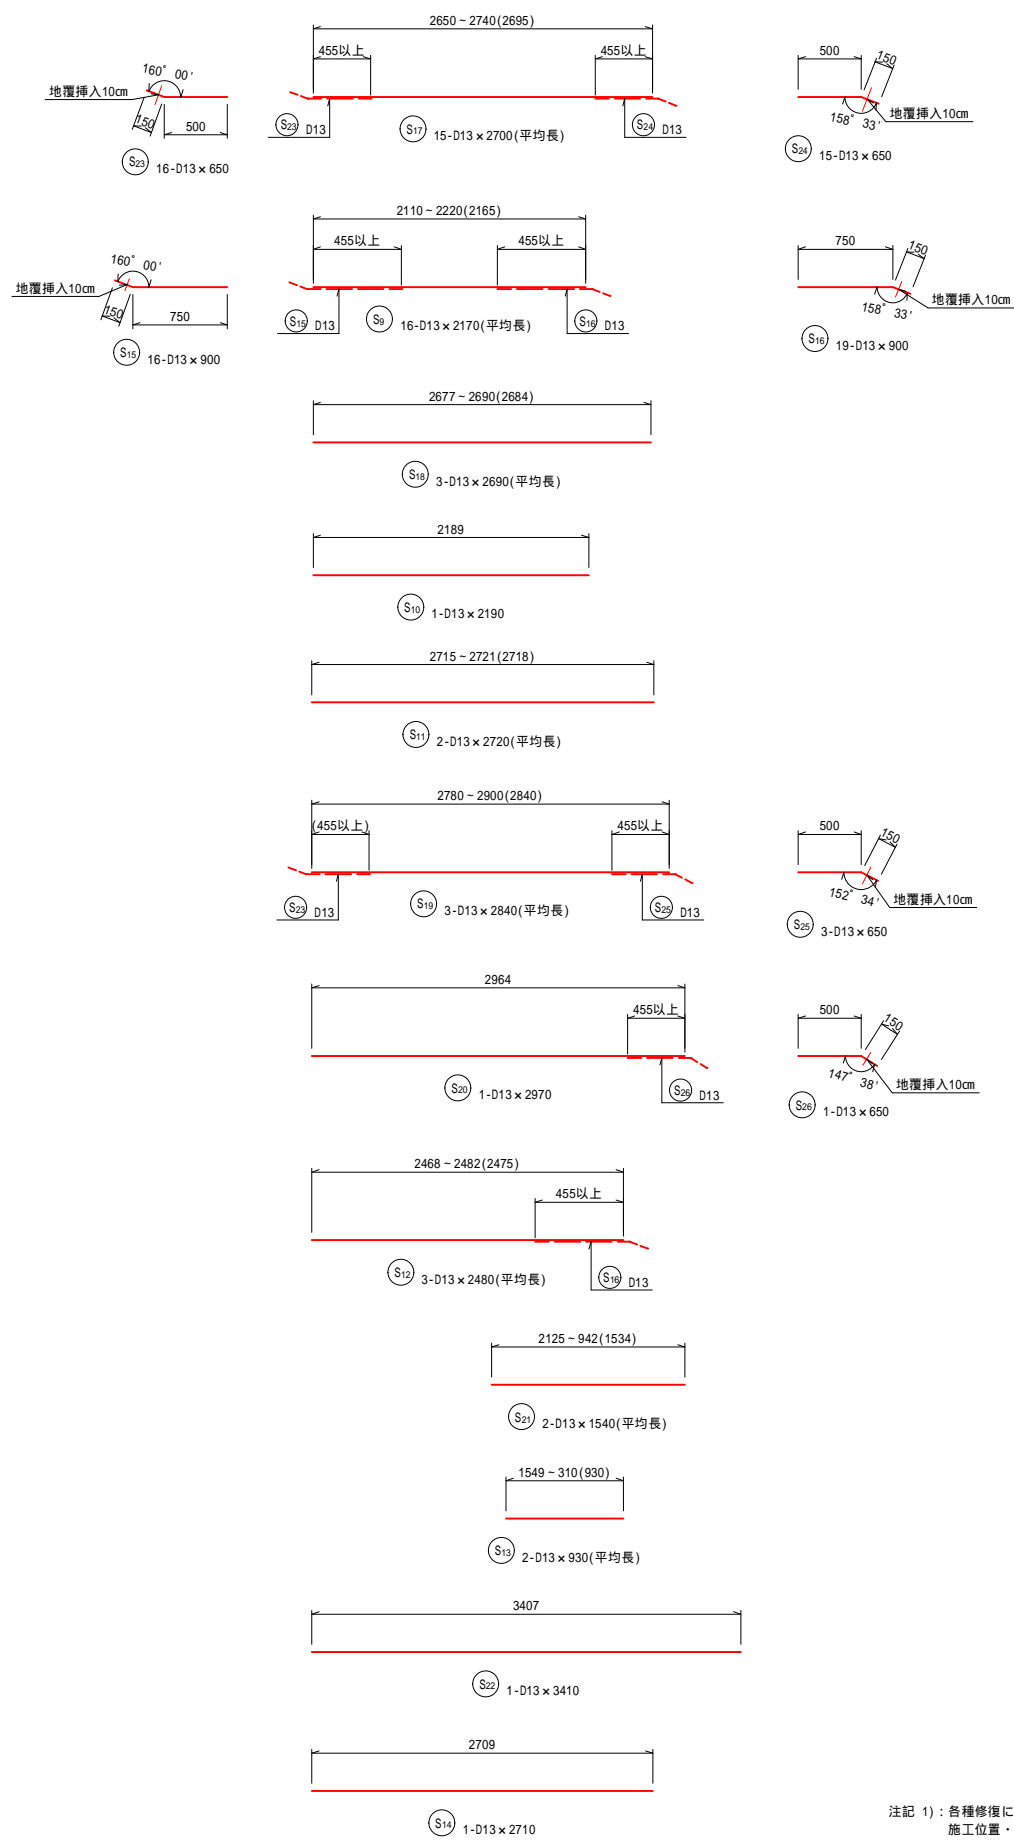 2650～2740(2695)
455以上
455以上
160ﾟ 00'
地覆挿入10cm
150
500
S23 16-D13×650
S23 D13
S17 15-D13×2700(平均長)
S24 D13
500
150
158ﾟ 33'
地覆挿入10cm
S24 15-D13×650
2110～2220(2165)
455以上
455以上
160ﾟ 00'
地覆挿入10cm
150
750
S15 16-D13×900
S15 D13
S9 16-D13×2170(平均長)
S16 D13
750
150
158ﾟ 33'
地覆挿入10cm
S16 19-D13×900
2677～2690(2684)
S18 3-D13×2690(平均長)
2189
S10 1-D13×2190
2715～2721(2718)
S11 2-D13×2720(平均長)
2780～2900(2840)
(455以上)
455以上
S23 D13
S19 3-D13×2840(平均長)
S25 D13
500
150
152ﾟ 34'
地覆挿入10cm
S25 3-D13×650
2964
455以上
S20 1-D13×2970
S26 D13
500
150
147ﾟ 38'
地覆挿入10cm
S26 1-D13×650
2468～2482(2475)
455以上
S12 3-D13×2480(平均長)
S16 D13
2125～942(1534)
S21 2-D13×1540(平均長)
1549～310(930)
S13 2-D13×930(平均長)
3407
S22 1-D13×3410
2709
S14 1-D13×2710
注記 1)：各種修復に
施工位置・